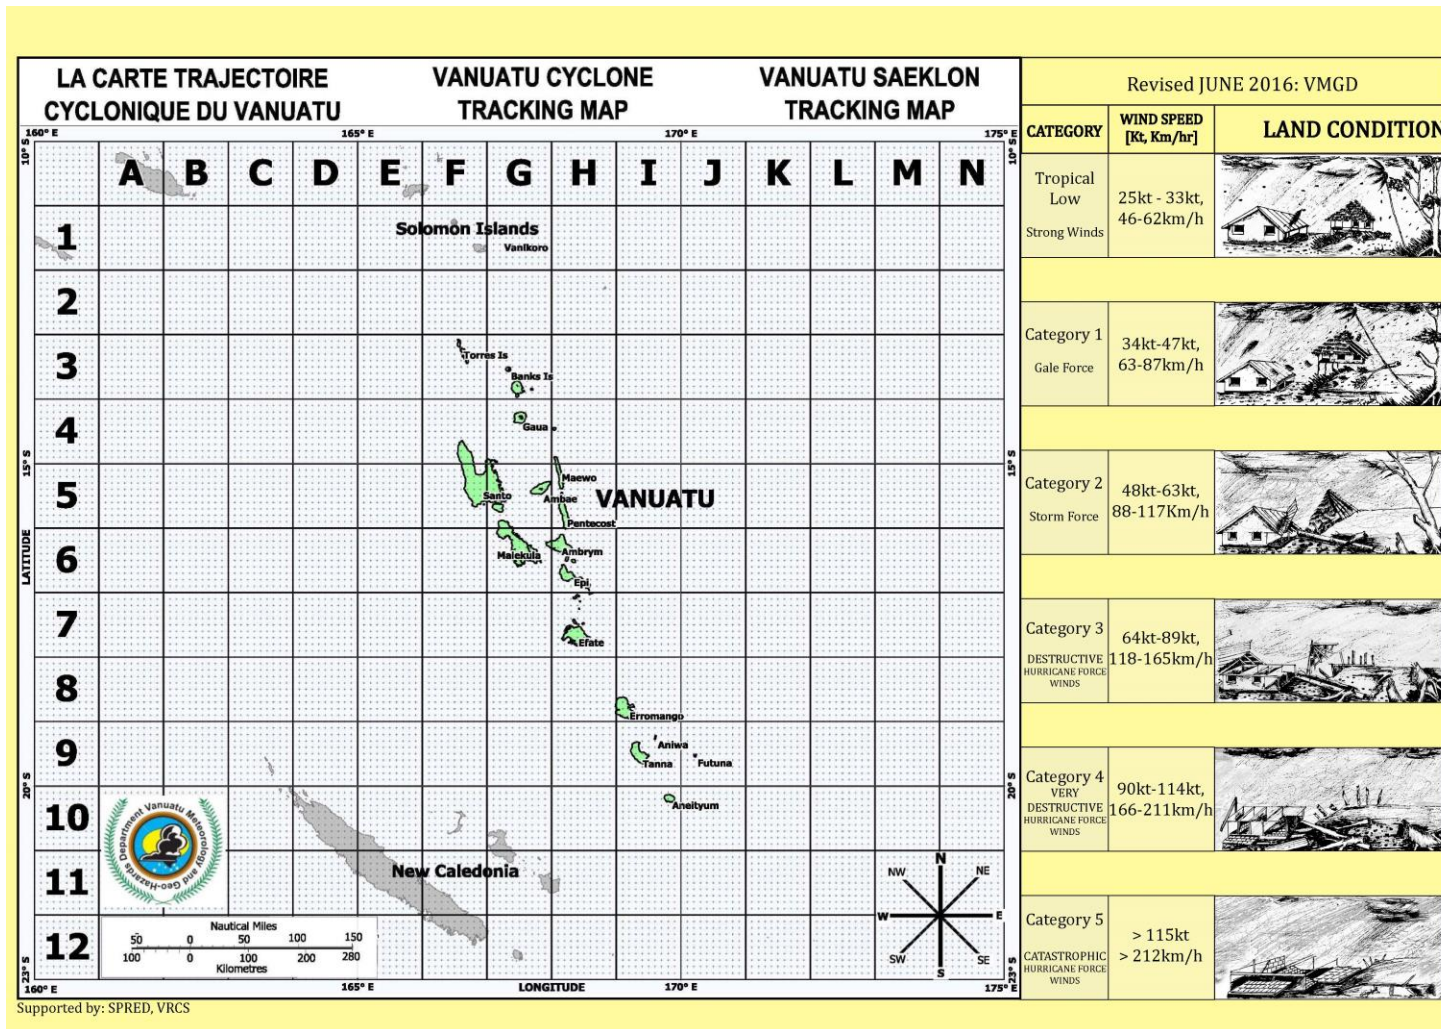 LA CARTE TRAJECTOIRE
CYCLONIQUE DU VANUATU
VANUATU CYCLONE
TRACKING MAP
VANUATU SAEKLON
TRACKING MAP
160° E
165° E
170° E
175° E
10° S
10° S
A B C D E F G H I J K L M N
1
Solomon Islands
Vanikoro
2
3
Torres Is
Banks Is
4
Gaua
15° S
15° S
5
Santo
Maewo
Ambae
VANUATU
Pentecost
LATITUDE
6
Malekula
Ambrym
Epi
7
Efate
8
Erromango
9
Aniwa
Tanna
Futuna
20° S
20° S
10
Aneityum
Department Vanuatu Meteorology and Geo-Hazards
11
New Caledonia
N
NW
NE
W
E
SW
SE
S
12
Nautical Miles
50 0 50 100 150
100 0 100 200 280
Kilometres
23° S
23° S
160° E
165° E
LONGITUDE
170° E
175° E
Supported by: SPRED, VRCS
Revised JUNE 2016: VMGD
CATEGORY
WIND SPEED
[Kt, Km/hr]
LAND CONDITION
Tropical
Low
Strong Winds
25kt - 33kt,
46-62km/h
Category 1
Gale Force
34kt-47kt,
63-87km/h
Category 2
Storm Force
48kt-63kt,
88-117Km/h
Category 3
DESTRUCTIVE
HURRICANE FORCE
WINDS
64kt-89kt,
118-165km/h
Category 4
VERY
DESTRUCTIVE
HURRICANE FORCE
WINDS
90kt-114kt,
166-211km/h
Category 5
CATASTROPHIC
HURRICANE FORCE
WINDS
> 115kt
> 212km/h